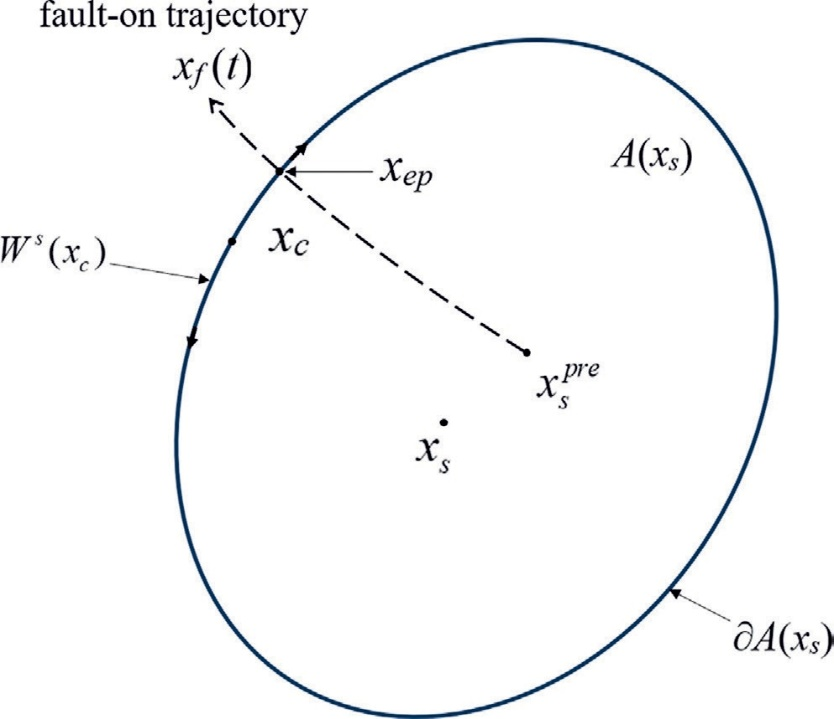 fault-on trajectory
x_f(t)
A(x_s)
x_ep
x_c
W^s(x_c)
x_s^pre
x_s
∂A(x_s)